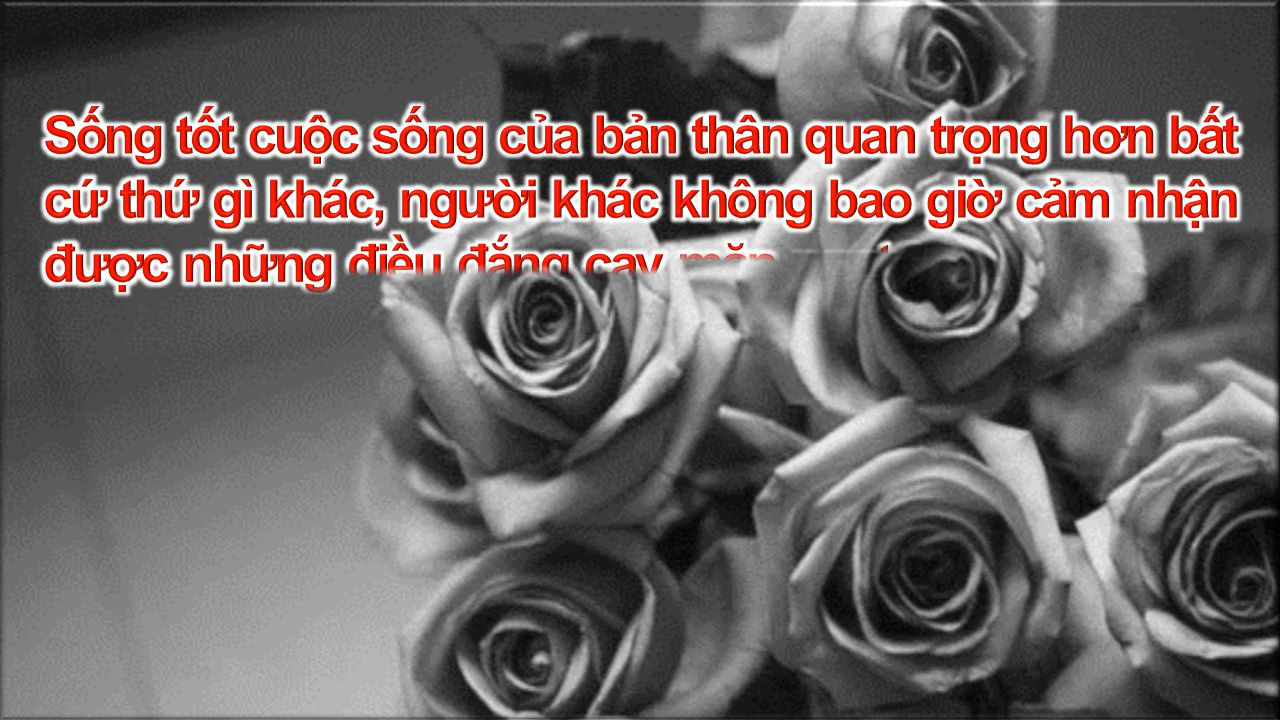 Sống tốt cuộc sống của bản thân quan trọng hơn bất
cứ thứ gì khác, người khác không bao giờ cảm nhận
được những điều đắng cay